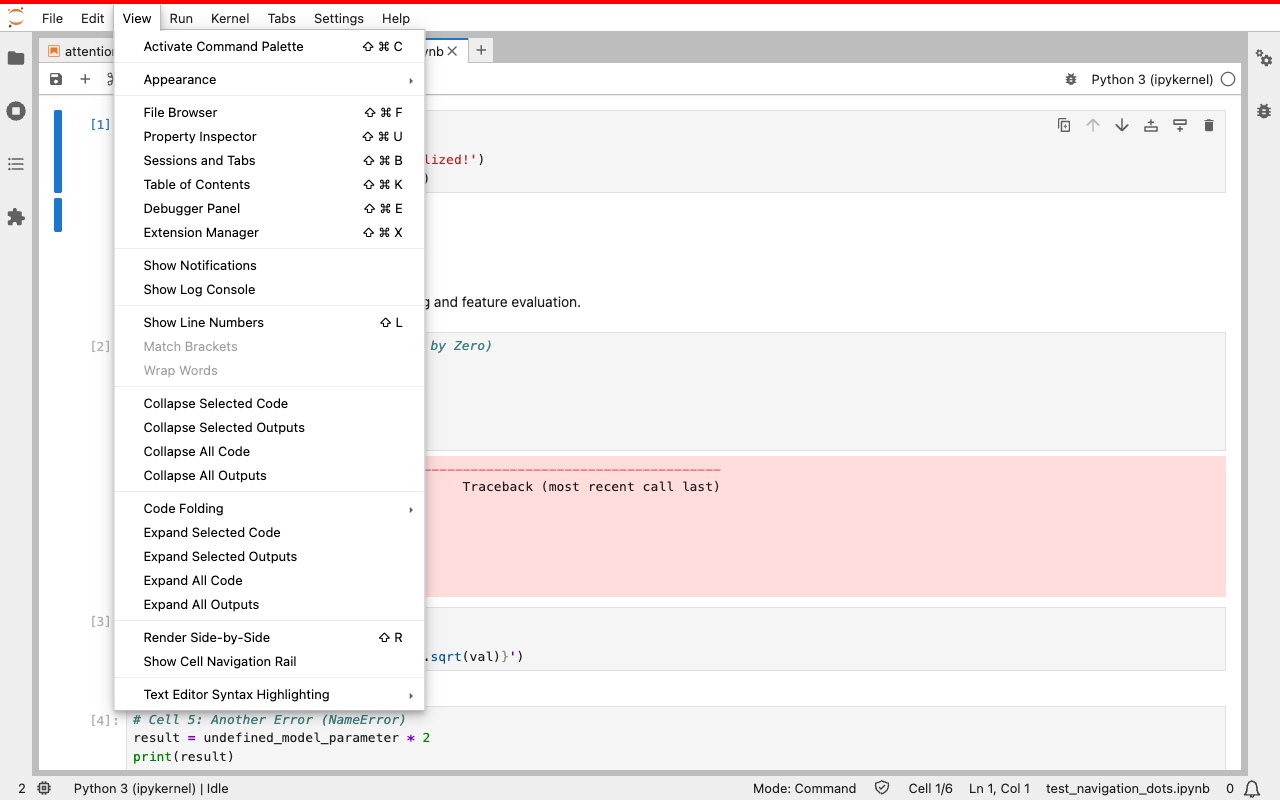 File Edit View Run Kernel Tabs Settings Help
Activate Command Palette ⇧ ⌘ C
Appearance
File Browser ⇧ ⌘ F
Property Inspector ⇧ ⌘ U
Sessions and Tabs ⇧ ⌘ B
Table of Contents ⇧ ⌘ K
Debugger Panel ⇧ ⌘ E
Extension Manager ⇧ ⌘ X
Show Notifications
Show Log Console
Show Line Numbers ⇧ L
Match Brackets
Wrap Words
Collapse Selected Code
Collapse Selected Outputs
Collapse All Code
Collapse All Outputs
Code Folding
Expand Selected Code
Expand Selected Outputs
Expand All Code
Expand All Outputs
Render Side-by-Side ⇧ R
Show Cell Navigation Rail
Text Editor Syntax Highlighting
attention
nb
Python 3 (ipykernel)
[1]
lized!')
)
g and feature evaluation.
[2]
by Zero)
Traceback (most recent call last)
[3]
.sqrt(val)}')
[4]: # Cell 5: Another Error (NameError)
result = undefined_model_parameter * 2
print(result)
2 Python 3 (ipykernel) | Idle Mode: Command Cell 1/6 Ln 1, Col 1 test_navigation_dots.ipynb 0